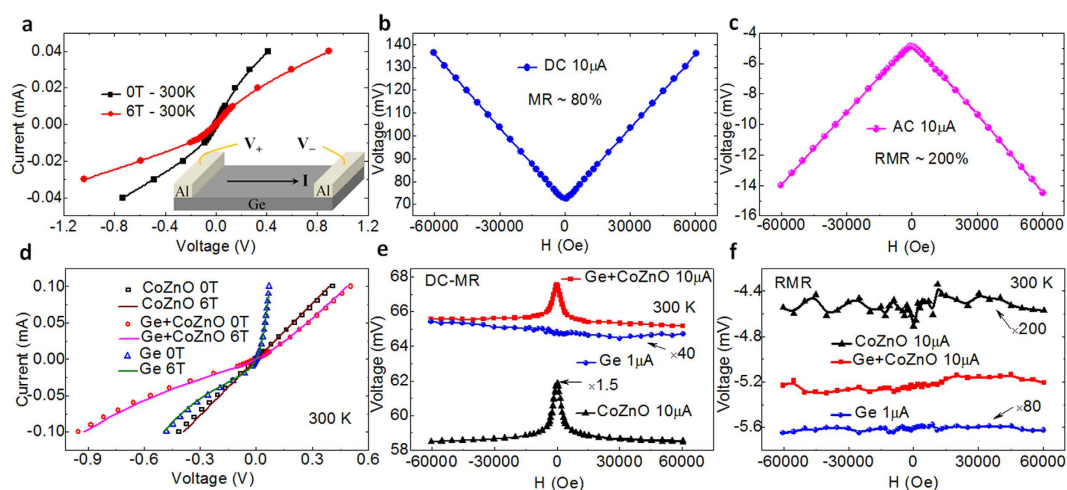 a
0.04
0.02
0.00
-0.02
-0.04
Current (mA)
0T - 300K
6T - 300K
V+
V−
Al
I
Al
Ge
-1.2
-0.8
-0.4
0.0
0.4
0.8
1.2
Voltage (V)
b
140
130
120
110
100
90
80
70
Voltage (mV)
DC 10μA
MR ~ 80%
-60000
-30000
0
30000
60000
H (Oe)
c
-4
-6
-8
-10
-12
-14
-16
Voltage (mV)
AC 10μA
RMR ~ 200%
-60000
-30000
0
30000
60000
H (Oe)
d
0.10
0.05
0.00
-0.05
-0.10
Current (mA)
CoZnO 0T
CoZnO 6T
Ge+CoZnO 0T
Ge+CoZnO 6T
Ge 0T
Ge 6T
300 K
-0.9
-0.6
-0.3
0.0
0.3
0.6
Voltage (V)
e
68
66
64
62
60
58
Voltage (mV)
DC-MR
Ge+CoZnO 10μA
300 K
×40
Ge 1μA
×1.5
CoZnO 10μA
-60000
-30000
0
30000
60000
H (Oe)
f
-4.4
-4.8
-5.2
-5.6
Voltage (mV)
RMR
300 K
×200
CoZnO 10μA
Ge+CoZnO 10μA
Ge 1μA
×80
-60000
-30000
0
30000
60000
H (Oe)